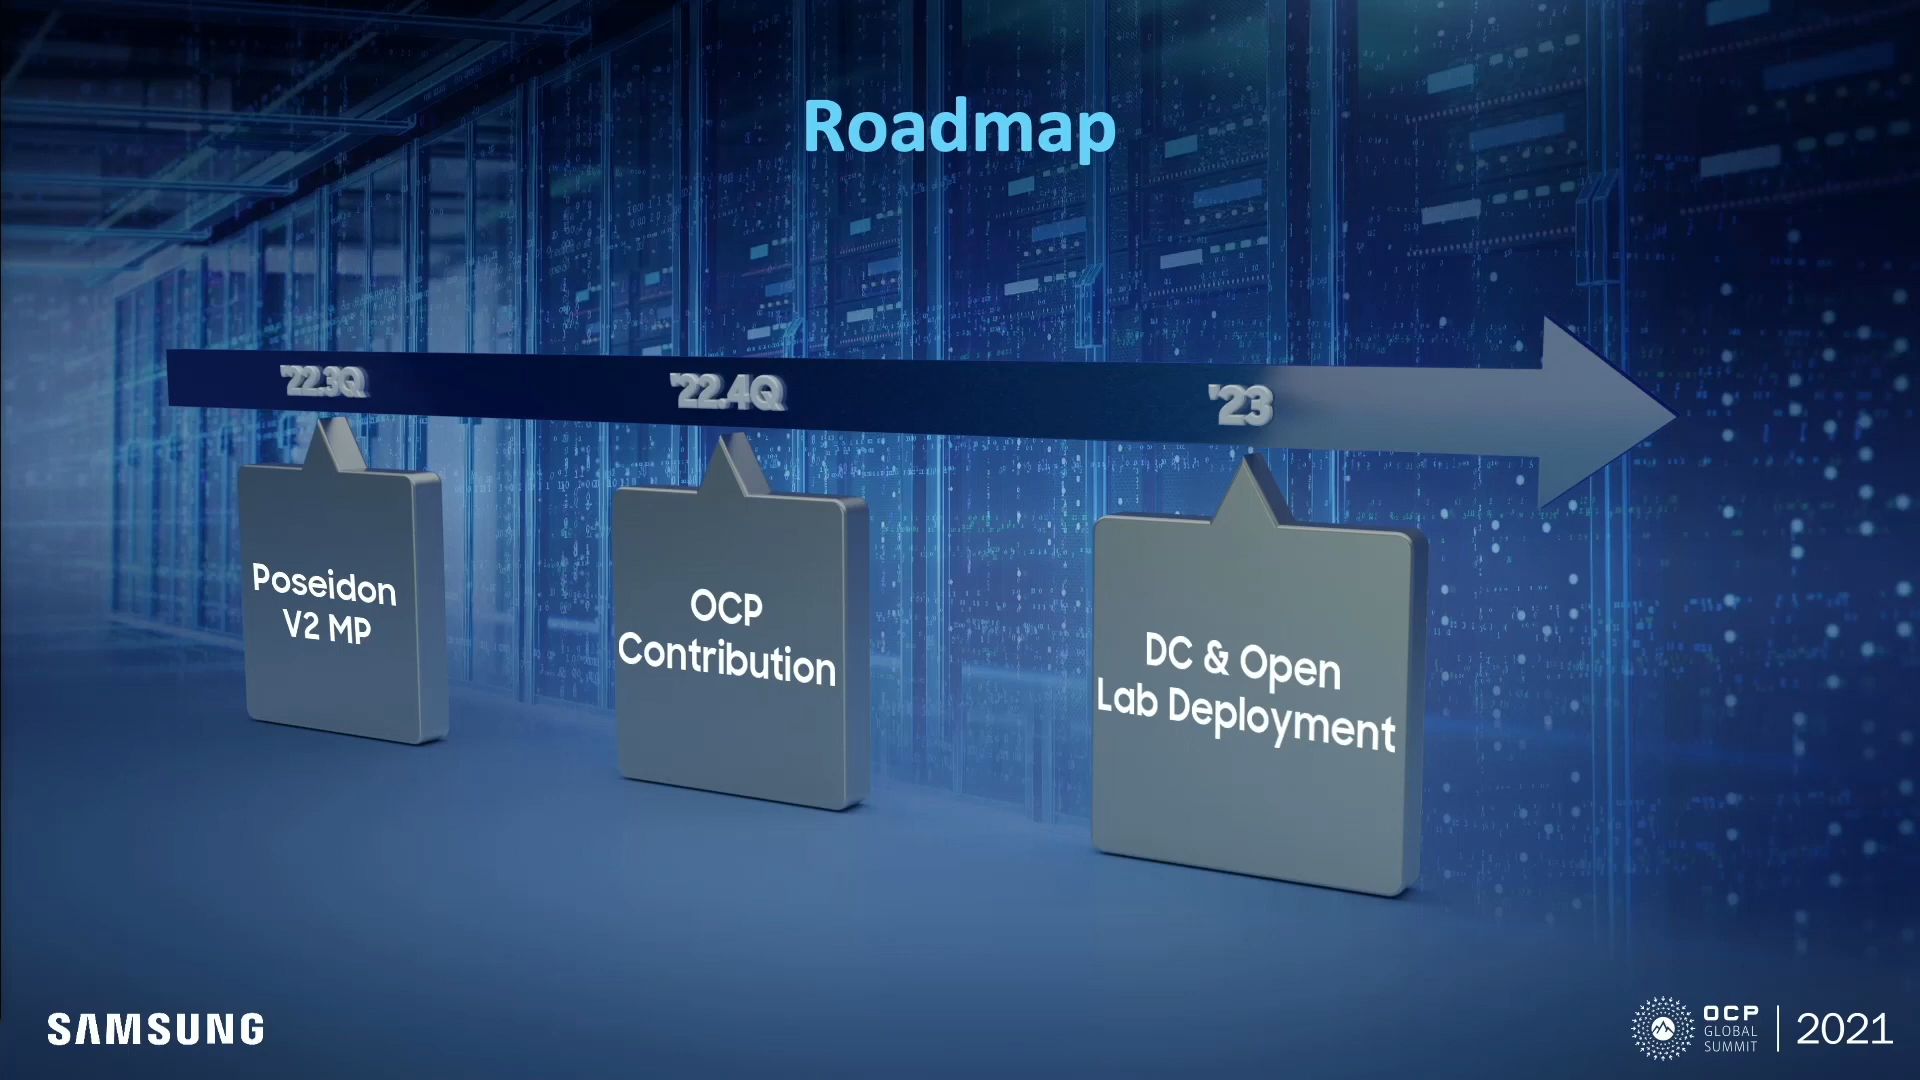 Roadmap
'22.3Q
'22.4Q
'23
Poseidon
V2 MP
OCP
Contribution
DC & Open
Lab Deployment
SAMSUNG
OCP
GLOBAL
SUMMIT
2021